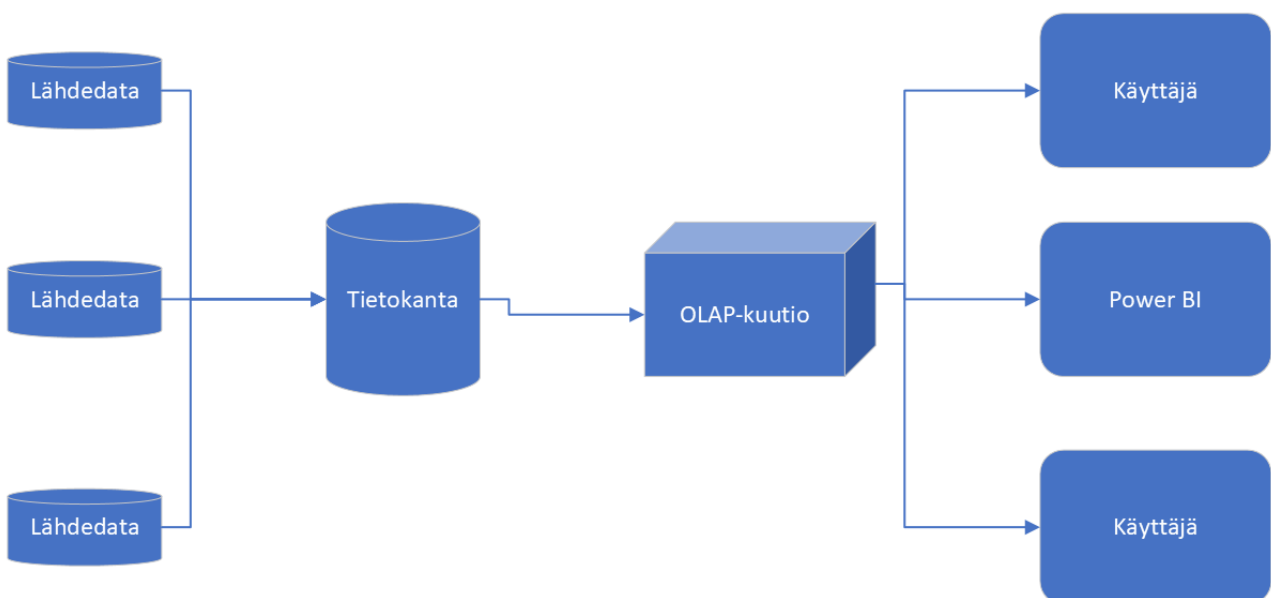 Lähdedata
Lähdedata
Lähdedata
Tietokanta
OLAP-kuutio
Käyttäjä
Power BI
Käyttäjä